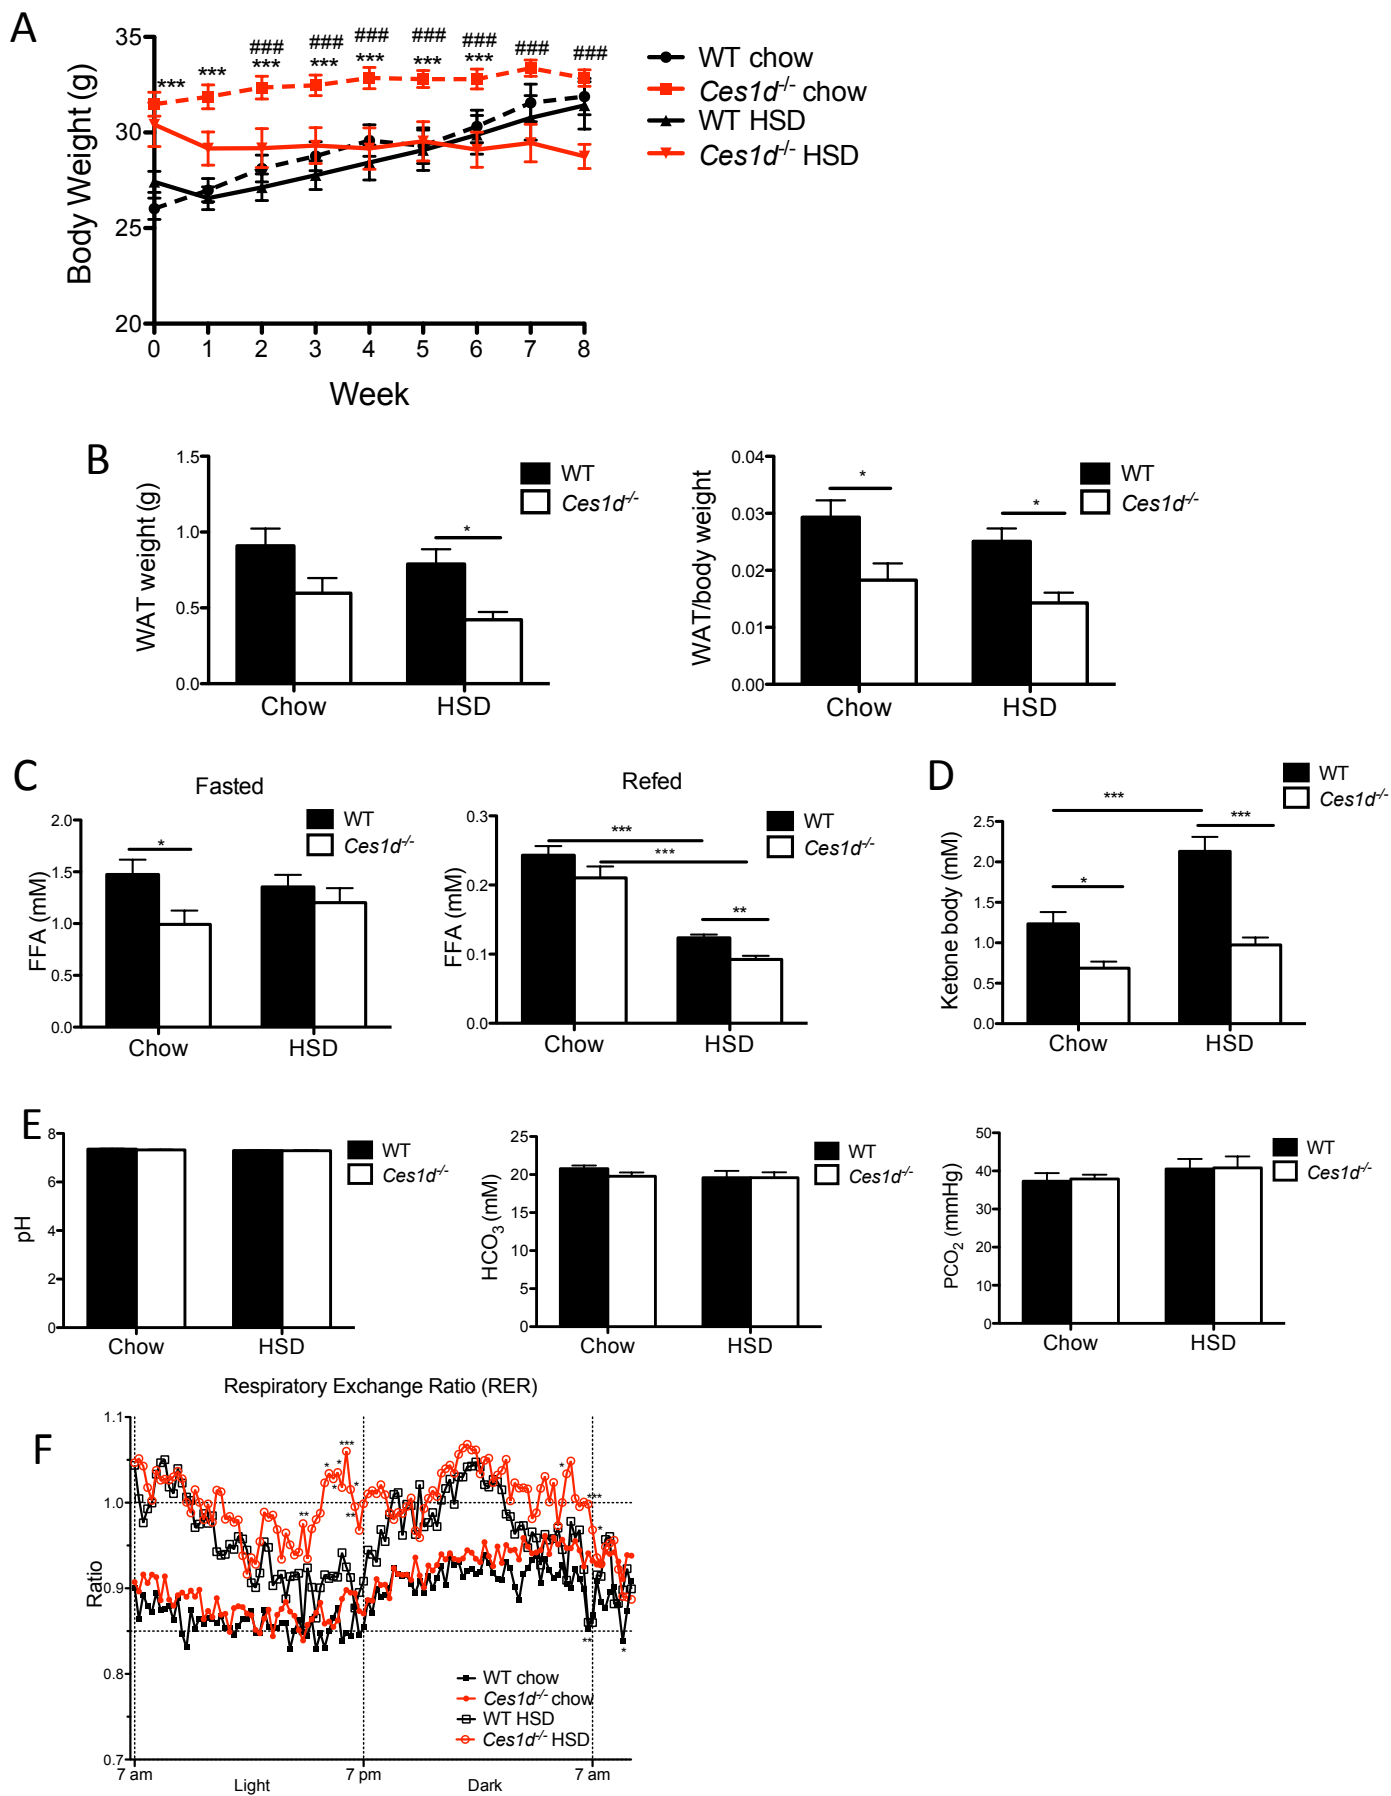 A
35
30
25
20
Body Weight (g)
***
***
###
***
###
***
###
***
###
***
###
***
###
###
0 1 2 3 4 5 6 7 8
Week
WT chow
Ces1d-/- chow
WT HSD
Ces1d-/- HSD
B
WAT weight (g)
1.5
1.0
0.5
0.0
*
Chow HSD
WT
Ces1d-/-
WAT/body weight
0.04
0.03
0.02
0.01
0.00
*
*
Chow HSD
WT
Ces1d-/-
C
Fasted
FFA (mM)
2.0
1.5
1.0
0.5
0.0
*
Chow HSD
WT
Ces1d-/-
Refed
FFA (mM)
0.3
0.2
0.1
0.0
***
***
**
Chow HSD
WT
Ces1d-/-
D
Ketone body (mM)
2.5
2.0
1.5
1.0
0.5
0.0
***
***
*
Chow HSD
WT
Ces1d-/-
E
pH
8
6
4
2
0
Chow HSD
WT
Ces1d-/-
HCO3 (mM)
25
20
15
10
5
0
Chow HSD
WT
Ces1d-/-
PCO2 (mmHg)
50
40
30
20
10
0
Chow HSD
WT
Ces1d-/-
F
Respiratory Exchange Ratio (RER)
Ratio
1.1
1.0
0.9
0.8
0.7
**
*
*
*
***
*
**
*
***
*
**
*
WT chow
Ces1d-/- chow
WT HSD
Ces1d-/- HSD
7 am 7 pm 7 am
Light Dark